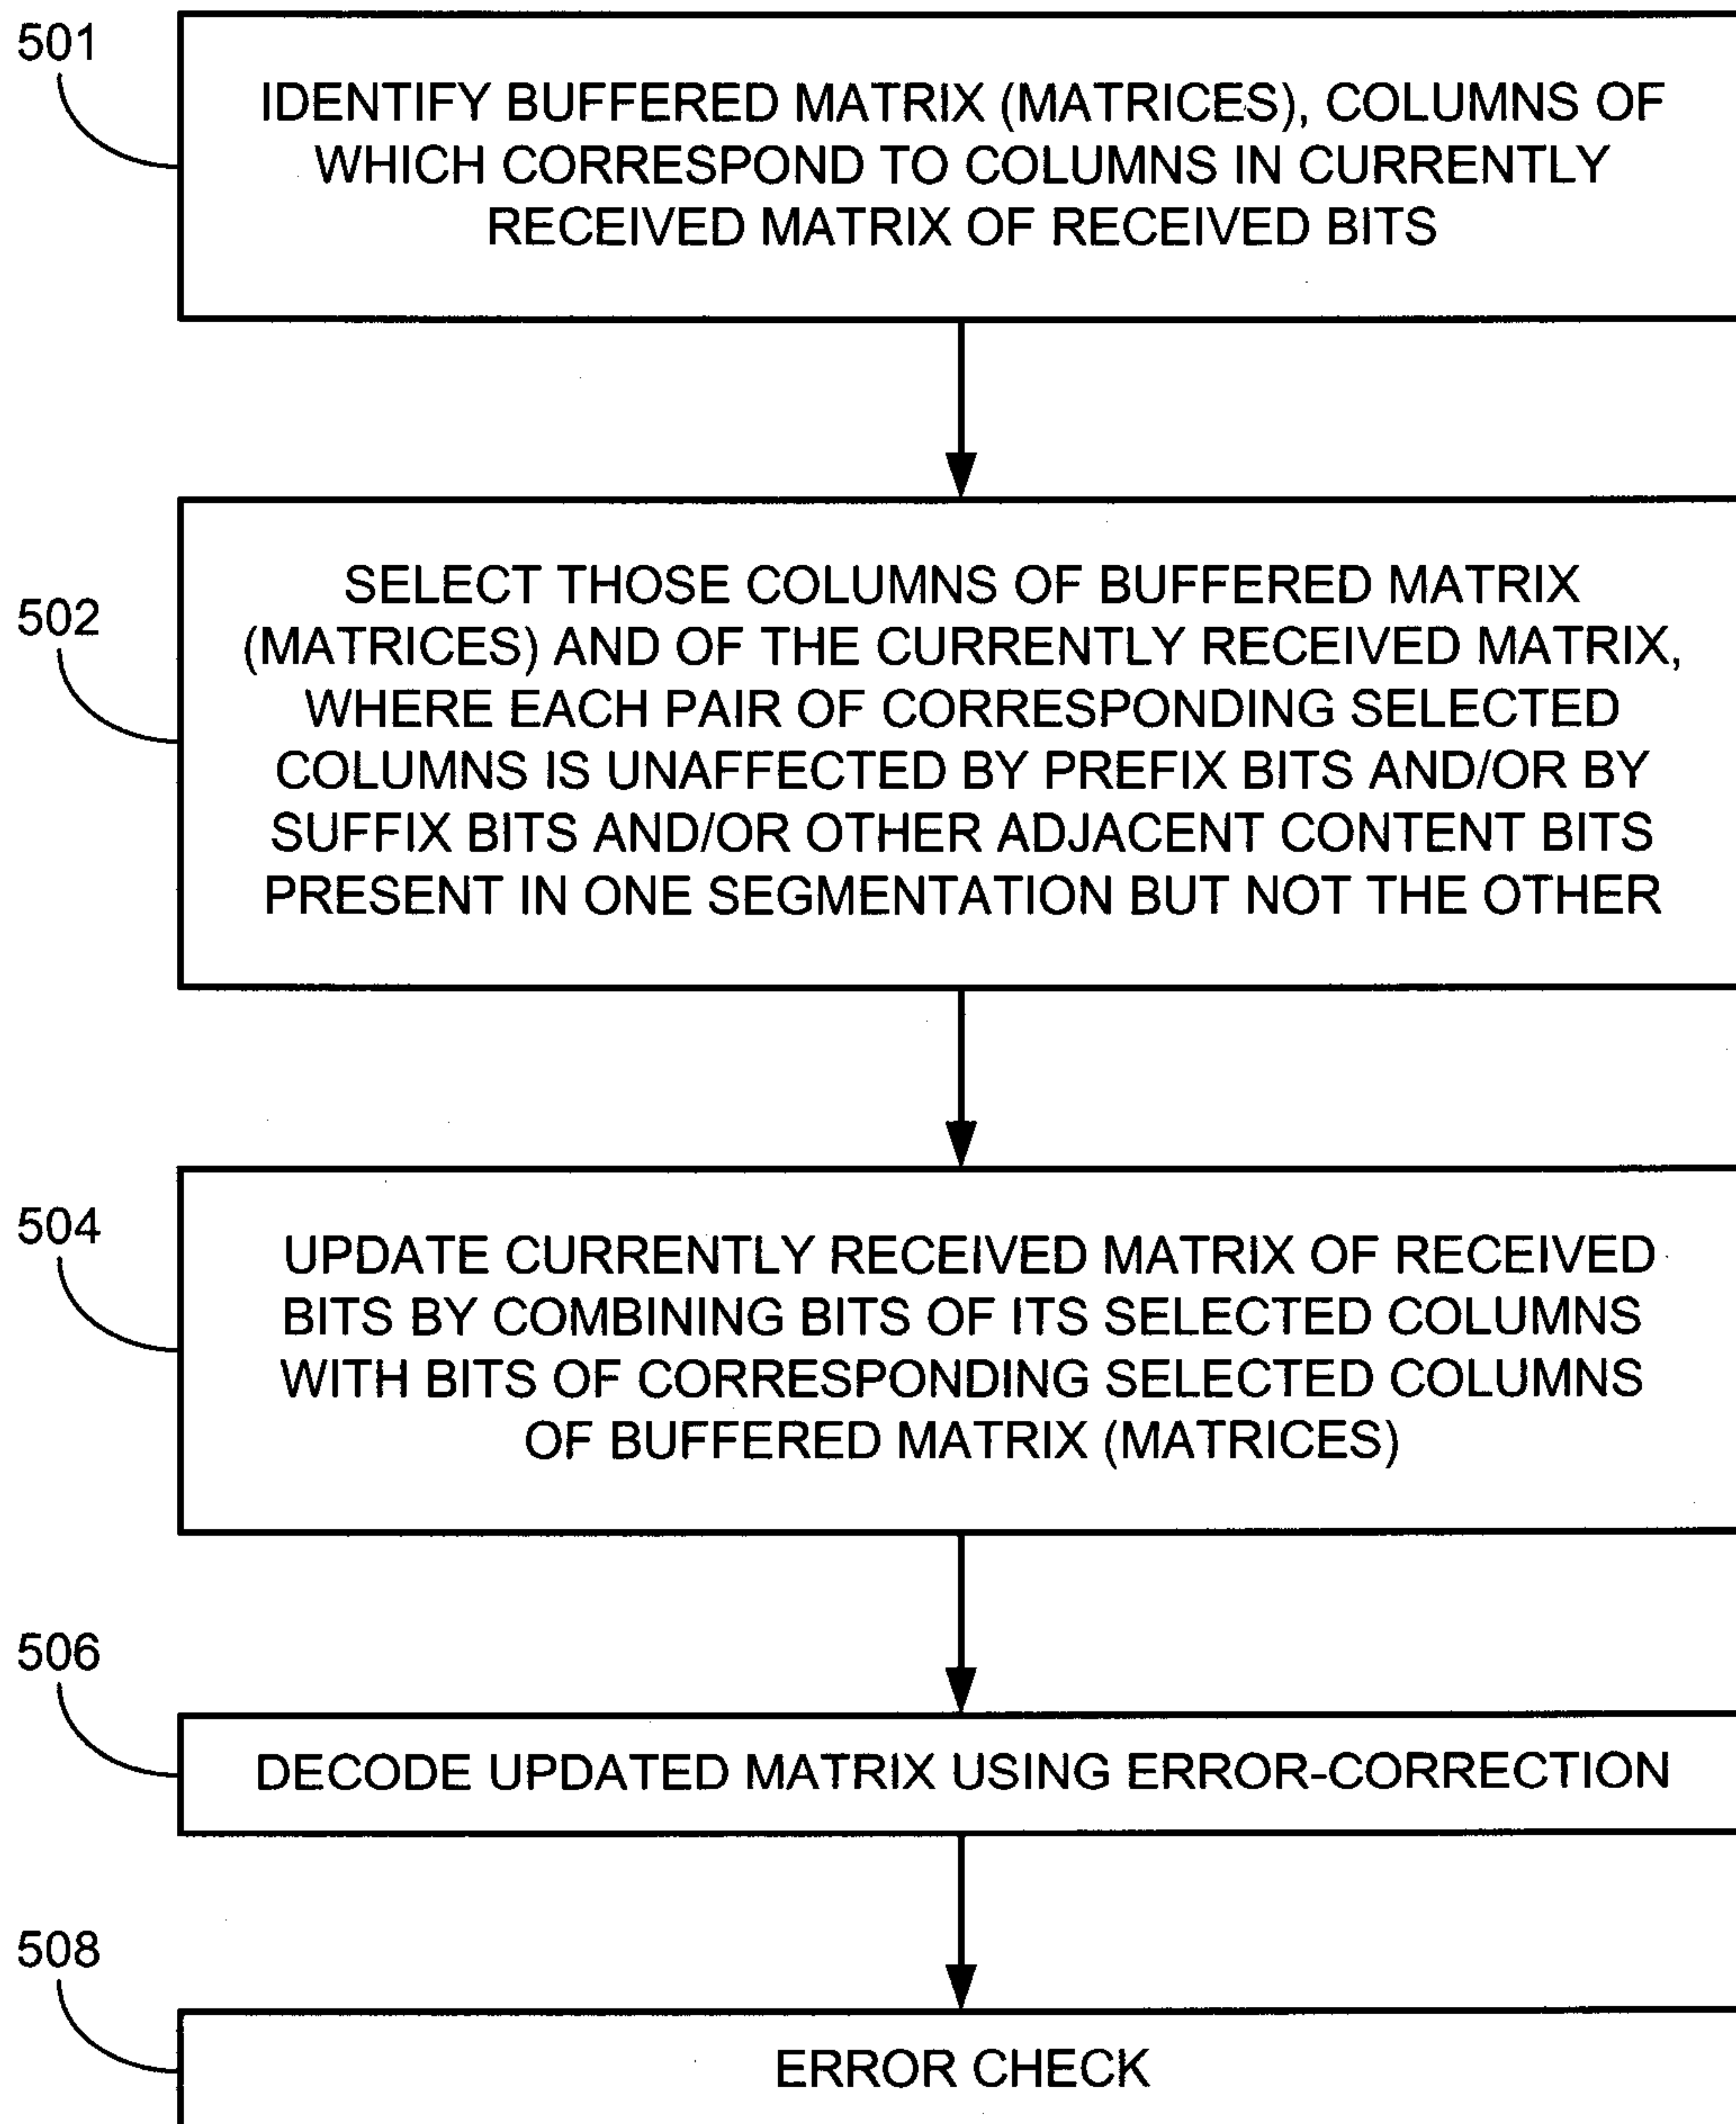 501
IDENTIFY BUFFERED MATRIX (MATRICES), COLUMNS OF
WHICH CORRESPOND TO COLUMNS IN CURRENTLY
RECEIVED MATRIX OF RECEIVED BITS
502
SELECT THOSE COLUMNS OF BUFFERED MATRIX
(MATRICES) AND OF THE CURRENTLY RECEIVED MATRIX,
WHERE EACH PAIR OF CORRESPONDING SELECTED
COLUMNS IS UNAFFECTED BY PREFIX BITS AND/OR BY
SUFFIX BITS AND/OR OTHER ADJACENT CONTENT BITS
PRESENT IN ONE SEGMENTATION BUT NOT THE OTHER
504
UPDATE CURRENTLY RECEIVED MATRIX OF RECEIVED
BITS BY COMBINING BITS OF ITS SELECTED COLUMNS
WITH BITS OF CORRESPONDING SELECTED COLUMNS
OF BUFFERED MATRIX (MATRICES)
506
DECODE UPDATED MATRIX USING ERROR-CORRECTION
508
ERROR CHECK